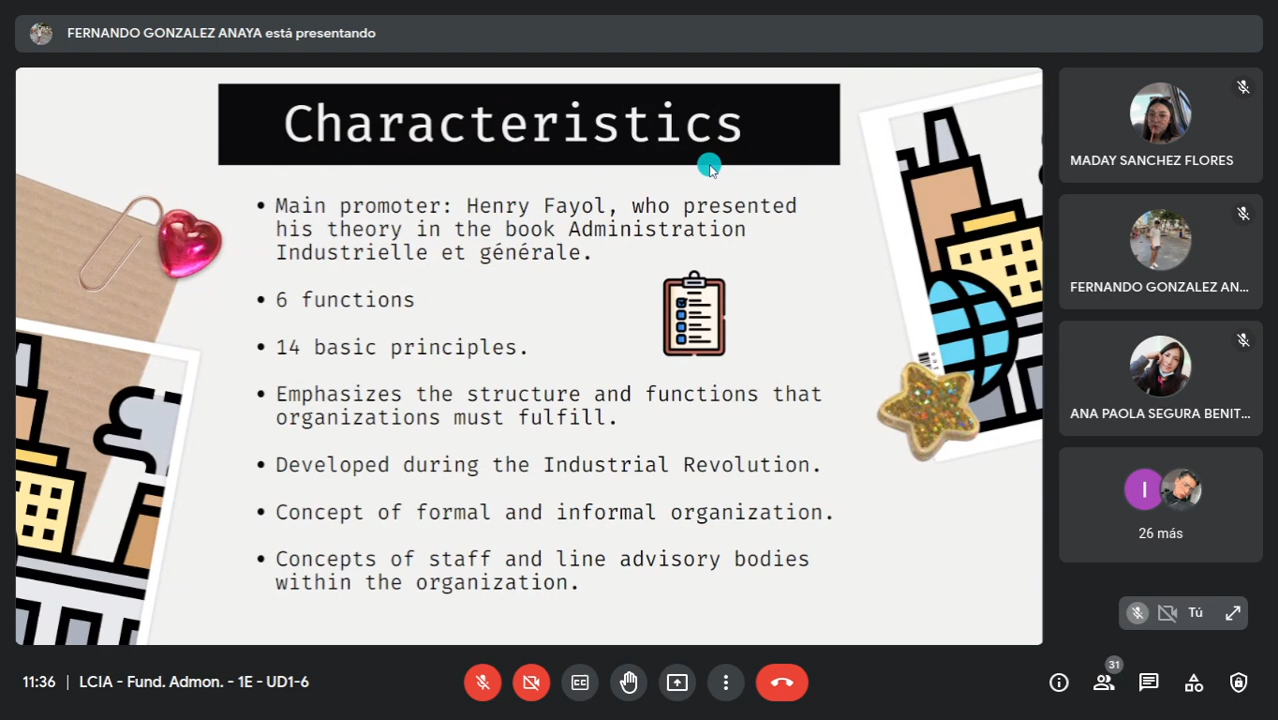 FERNANDO GONZALEZ ANAYA está presentando
Characteristics
• Main promoter: Henry Fayol, who presented
his theory in the book Administration
Industrielle et générale.
• 6 functions
• 14 basic principles.
• Emphasizes the structure and functions that
organizations must fulfill.
• Developed during the Industrial Revolution.
• Concept of formal and informal organization.
• Concepts of staff and line advisory bodies
within the organization.
MADAY SANCHEZ FLORES
FERNANDO GONZALEZ AN...
ANA PAOLA SEGURA BENIT...
I
26 más
Tú
11:36 | LCIA - Fund. Admon. - 1E - UD1-6
CC
31